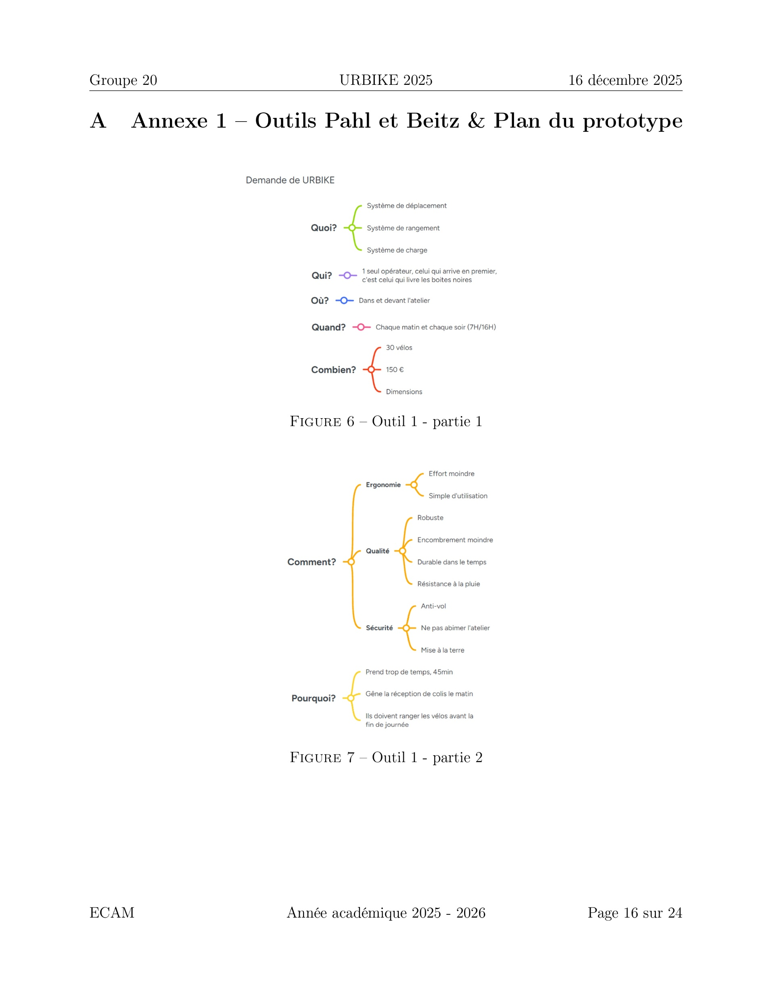 Groupe 20 URBIKE 2025 16 décembre 2025
A Annexe 1 – Outils Pahl et Beitz & Plan du prototype
Demande de URBIKE
Quoi?
Système de déplacement
Système de rangement
Système de charge
Qui?
1 seul opérateur, celui qui arrive en premier,
c'est celui qui livre les boites noires
Où?
Dans et devant l'atelier
Quand?
Chaque matin et chaque soir (7H/16H)
Combien?
30 vélos
150 €
Dimensions
FIGURE 6 – Outil 1 - partie 1
Comment?
Ergonomie
Effort moindre
Simple d'utilisation
Qualité
Robuste
Encombrement moindre
Durable dans le temps
Résistance à la pluie
Sécurité
Anti-vol
Ne pas abimer l'atelier
Mise à la terre
Pourquoi?
Prend trop de temps, 45min
Gêne la réception de colis le matin
Ils doivent ranger les vélos avant la
fin de journée
FIGURE 7 – Outil 1 - partie 2
ECAM Année académique 2025 - 2026 Page 16 sur 24